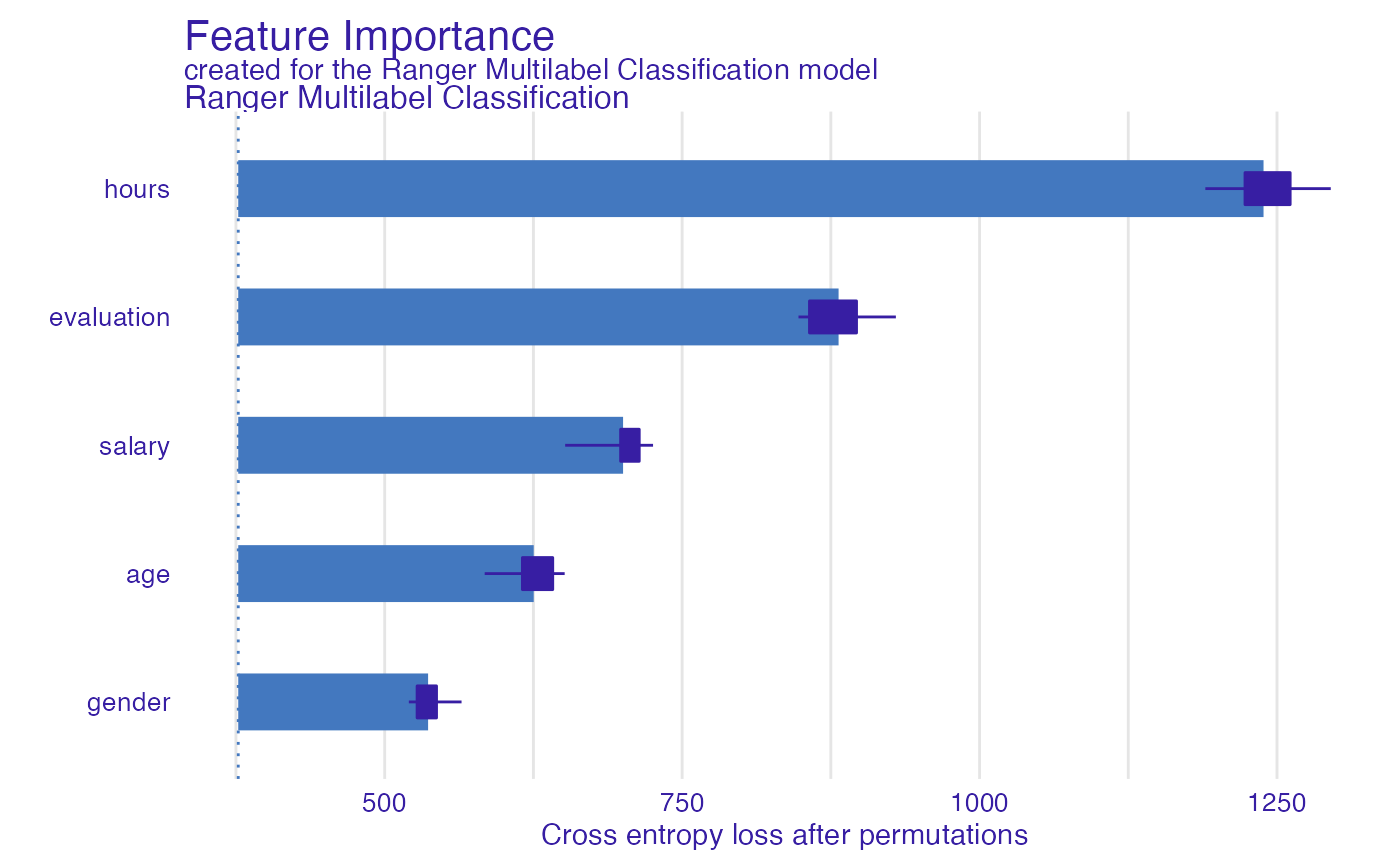 Feature Importance
created for the Ranger Multilabel Classification model
Ranger Multilabel Classification
hours
evaluation
salary
age
gender
500 750 1000 1250
Cross entropy loss after permutations